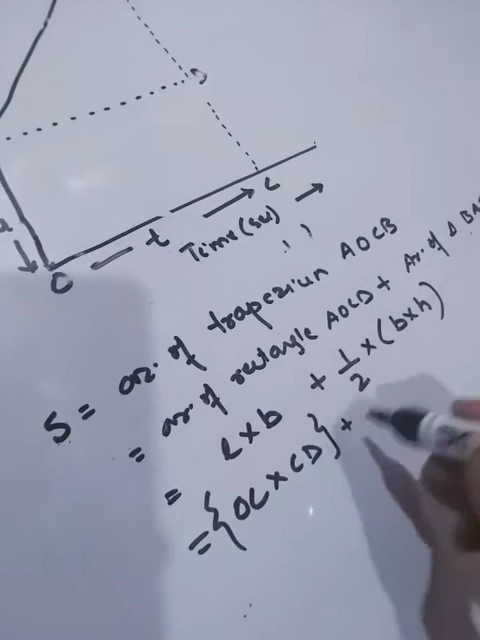 D
C
t
Time (sec)
O
S = ar. of trapezium AOCB
= ar. of rectangle AOCD + Ar. of Δ BA
= L × b + 1/2 × (b × h)
= {OC × CD} +